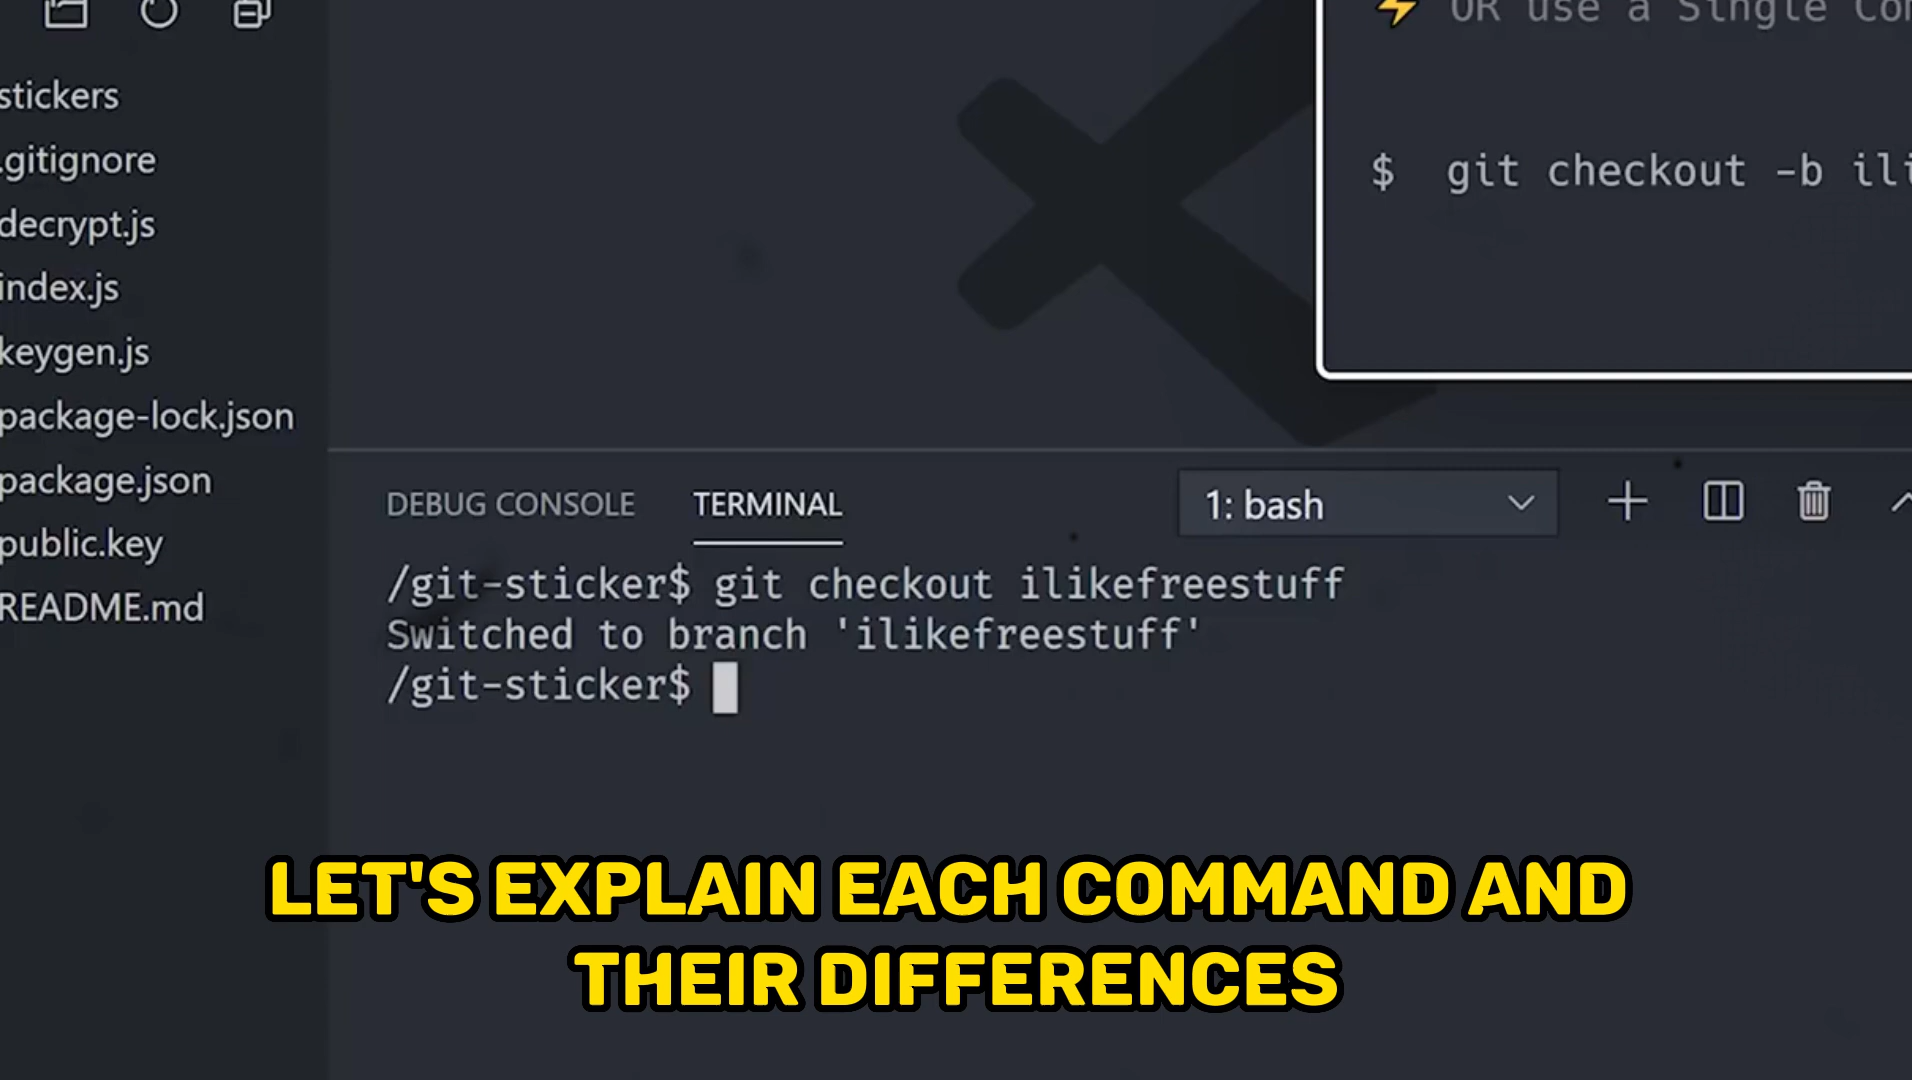 ⚡ OR use a Single Com
$ git checkout -b ili
stickers
.gitignore
decrypt.js
index.js
keygen.js
package-lock.json
package.json
public.key
README.md
DEBUG CONSOLE TERMINAL 1: bash
/git-sticker$ git checkout ilikefreestuff
Switched to branch 'ilikefreestuff'
/git-sticker$
LET'S EXPLAIN EACH COMMAND AND
THEIR DIFFERENCES